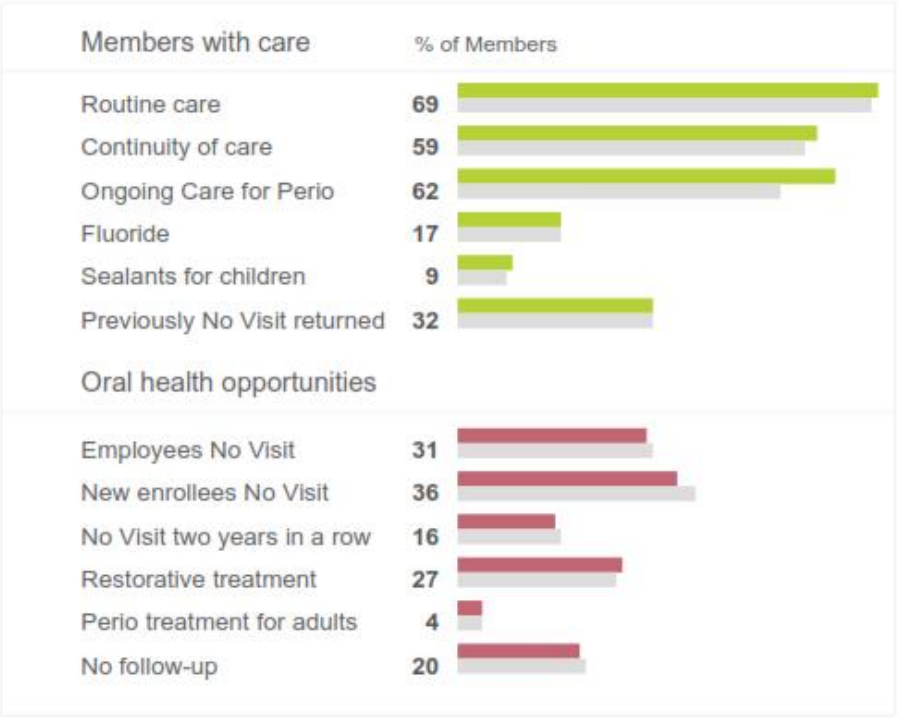 Members with care % of Members
Routine care 69
Continuity of care 59
Ongoing Care for Perio 62
Fluoride 17
Sealants for children 9
Previously No Visit returned 32
Oral health opportunities
Employees No Visit 31
New enrollees No Visit 36
No Visit two years in a row 16
Restorative treatment 27
Perio treatment for adults 4
No follow-up 20